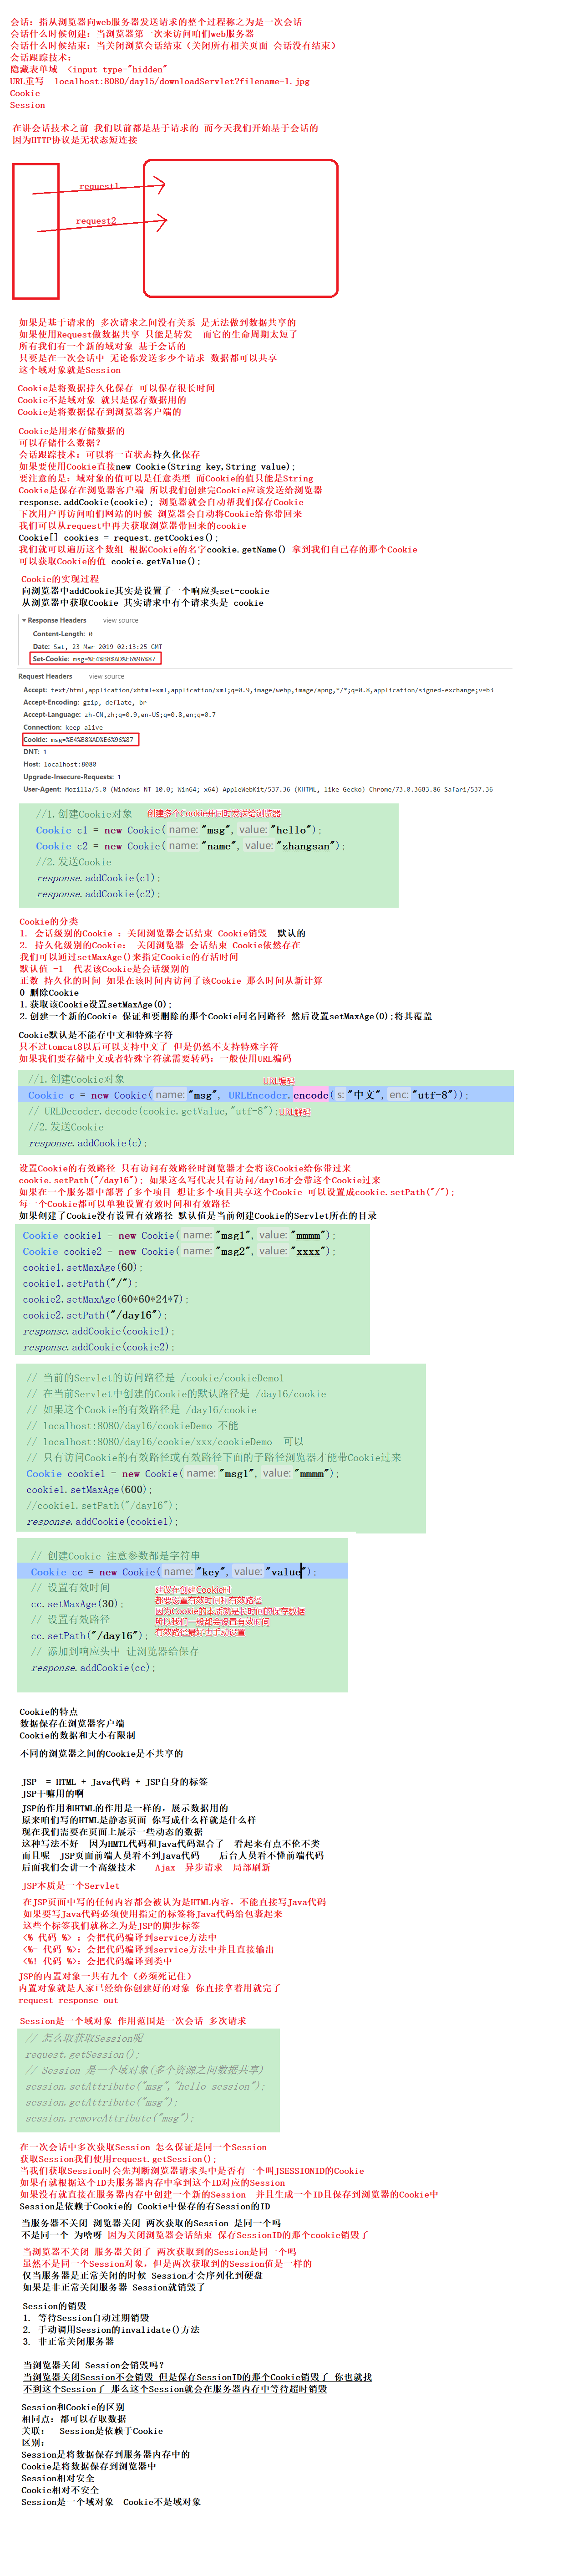 会话：指从浏览器向web服务器发送请求的整个过程称之为是一次会话
会话什么时候创建：当浏览器第一次来访问咱们web服务器
会话什么时候结束：当关闭浏览会话结束（关闭所有相关页面 会话没有结束）
会话跟踪技术：
隐藏表单域 <input type="hidden"
URL重写 localhost:8080/day15/downloadServlet?filename=1.jpg
Cookie
Session
在讲会话技术之前 我们以前都是基于请求的 而今天我们开始基于会话的
因为HTTP协议是无状态短连接
request1
request2
如果是基于请求的 多次请求之间没有关系 是无法做到数据共享的
如果使用Request做数据共享 只能是转发 而它的生命周期太短了
所有我们有一个新的域对象 基于会话的
只要是在一次会话中 无论你发送多少个请求 数据都可以共享
这个域对象就是Session
Cookie是将数据持久化保存 可以保存很长时间
Cookie不是域对象 就只是保存数据用的
Cookie是将数据保存到浏览器客户端的
Cookie是用来存储数据的
可以存储什么数据？
会话跟踪技术：可以将一直状态持久化保存
如果要使用Cookie直接new Cookie(String key,String value);
要注意的是：域对象的值可以是任意类型 而Cookie的值只能是String
Cookie是保存在浏览器客户端 所以我们创建完Cookie应该发送给浏览器
response.addCookie(cookie); 浏览器就会自动帮我们保存Cookie
下次用户再访问咱们网站的时候 浏览器会自动将Cookie给你带回来
我们可以从request中再去获取浏览器带回来的cookie
Cookie[] cookies = request.getCookies();
我们就可以遍历这个数组 根据Cookie的名字cookie.getName() 拿到我们自己存的那个Cookie
可以获取Cookie的值 cookie.getValue();
Cookie的实现过程
向浏览器中addCookie其实是设置了一个响应头set-cookie
从浏览器中获取Cookie 其实请求中有个请求头是 cookie
▼ Response Headers view source
Content-Length: 0
Date: Sat, 23 Mar 2019 02:13:25 GMT
Set-Cookie: msg=%E4%B8%AD%E6%96%87
Request Headers view source
Accept: text/html,application/xhtml+xml,application/xml;q=0.9,image/webp,image/apng,*/*;q=0.8,application/signed-exchange;v=b3
Accept-Encoding: gzip, deflate, br
Accept-Language: zh-CN,zh;q=0.9,en-US;q=0.8,en;q=0.7
Connection: keep-alive
Cookie: msg=%E4%B8%AD%E6%96%87
DNT: 1
Host: localhost:8080
Upgrade-Insecure-Requests: 1
User-Agent: Mozilla/5.0 (Windows NT 10.0; Win64; x64) AppleWebKit/537.36 (KHTML, like Gecko) Chrome/73.0.3683.86 Safari/537.36
//1.创建Cookie对象 创建多个Cookie并同时发送给浏览器
Cookie c1 = new Cookie( name: "msg", value: "hello");
Cookie c2 = new Cookie( name: "name", value: "zhangsan");
//2.发送Cookie
response.addCookie(c1);
response.addCookie(c2);
Cookie的分类
1. 会话级别的Cookie ：关闭浏览器会话结束 Cookie销毁 默认的
2. 持久化级别的Cookie： 关闭浏览器 会话结束 Cookie依然存在
我们可以通过setMaxAge()来指定Cookie的存活时间
默认值 -1 代表该Cookie是会话级别的
正数 持久化的时间 如果在该时间内访问了该Cookie 那么时间从新计算
0 删除Cookie
1.获取该Cookie设置setMaxAge(0);
2.创建一个新的Cookie 保证和要删除的那个Cookie同名同路径 然后设置setMaxAge(0);将其覆盖
Cookie默认是不能存中文和特殊字符
只不过tomcat8以后可以支持中文了 但是仍然不支持特殊字符
如果我们要存储中文或者特殊字符就需要转码：一般使用URL编码
//1.创建Cookie对象 URL编码
Cookie c = new Cookie( name: "msg", URLEncoder.encode( s: "中文", enc: "utf-8"));
// URLDecoder.decode(cookie.getValue,"utf-8");URL解码
//2.发送Cookie
response.addCookie(c);
设置Cookie的有效路径 只有访问有效路径时浏览器才会将该Cookie给你带过来
cookie.setPath("/day16"); 如果这么写代表只有访问/day16才会带这个Cookie过来
如果在一个服务器中部署了多个项目 想让多个项目共享这个Cookie 可以设置成cookie.setPath("/");
每一个Cookie都可以单独设置有效时间和有效路径
如果创建了Cookie没有设置有效路径 默认值是当前创建Cookie的Servlet所在的目录
Cookie cookie1 = new Cookie( name: "msg1", value: "mmmm");
Cookie cookie2 = new Cookie( name: "msg2", value: "xxxx");
cookie1.setMaxAge(60);
cookie1.setPath("/");
cookie2.setMaxAge(60*60*24*7);
cookie2.setPath("/day16");
response.addCookie(cookie1);
response.addCookie(cookie2);
// 当前的Servlet的访问路径是 /cookie/cookieDemo1
// 在当前Servlet中创建的Cookie的默认路径是 /day16/cookie
// 如果这个Cookie的有效路径是 /day16/cookie
// localhost:8080/day16/cookieDemo 不能
// localhost:8080/day16/cookie/xxx/cookieDemo 可以
// 只有访问Cookie的有效路径或有效路径下面的子路径浏览器才能带Cookie过来
Cookie cookie1 = new Cookie( name: "msg1", value: "mmmm");
cookie1.setMaxAge(600);
//cookie1.setPath("/day16");
response.addCookie(cookie1);
// 创建Cookie 注意参数都是字符串
Cookie cc = new Cookie( name: "key", value: "value");
// 设置有效时间
cc.setMaxAge(30);
// 设置有效路径
cc.setPath("/day16");
// 添加到响应头中 让浏览器给保存
response.addCookie(cc);
建议在创建Cookie时
都要设置有效时间和有效路径
因为Cookie的本质就是长时间的保存数据
所以我们一般都会设置有效时间
有效路径最好也手动设置
Cookie的特点
数据保存在浏览器客户端
Cookie的数据和大小有限制
不同的浏览器之间的Cookie是不共享的
JSP = HTML + Java代码 + JSP自身的标签
JSP干嘛用的啊
JSP的作用和HTML的作用是一样的，展示数据用的
原来咱们写的HTML是静态页面 你写成什么样就是什么样
现在我们需要在页面上展示一些动态的数据
这种写法不好 因为HMTL代码和Java代码混合了 看起来有点不伦不类
而且呢 JSP页面前端人员看不到Java代码 后台人员看不懂前端代码
后面我们会讲一个高级技术 Ajax 异步请求 局部刷新
JSP本质是一个Servlet
在JSP页面中写的任何内容都会被认为是HTML内容，不能直接写Java代码
如果要写Java代码必须使用指定的标签将Java代码给包裹起来
这些个标签我们就称之为是JSP的脚步标签
<% 代码 %> ：会把代码编译到service方法中
<%= 代码 %>：会把代码编译到service方法中并且直接输出
<%! 代码 %>：会把代码编译到类中
JSP的内置对象一共有九个（必须死记住）
内置对象就是人家已经给你创建好的对象 你直接拿着用就完了
request response out
Session是一个域对象 作用范围是一次会话 多次请求
// 怎么取获取Session呢
request.getSession();
// Session 是一个域对象(多个资源之间数据共享)
session.setAttribute("msg","hello session");
session.getAttribute("msg");
session.removeAttribute("msg");
在一次会话中多次获取Session 怎么保证是同一个Session
获取Session我们使用request.getSession();
当我们获取Session时会先判断浏览器请求头中是否有一个叫JSESSIONID的Cookie
如果有就根据这个ID去服务器内存中拿到这个ID对应的Session
如果没有就直接在服务器内存中创建一个新的Session 并且生成一个ID且保存到浏览器的Cookie中
Session是依赖于Cookie的 Cookie中保存的有Session的ID
当服务器不关闭 浏览器关闭 两次获取的Session 是同一个吗
不是同一个 为啥呀 因为关闭浏览器会话结束 保存SessionID的那个cookie销毁了
当浏览器不关闭 服务器关闭了 两次获取到的Session是同一个吗
虽然不是同一个Session对象，但是两次获取到的Session值是一样的
仅当服务器是正常关闭的时候 Session才会序列化到硬盘
如果是非正常关闭服务器 Session就销毁了
Session的销毁
1. 等待Session自动过期销毁
2. 手动调用Session的invalidate()方法
3. 非正常关闭服务器
当浏览器关闭 Session会销毁吗？
当浏览器关闭Session不会销毁 但是保存SessionID的那个Cookie销毁了 你也就找
不到这个Session了 那么这个Session就会在服务器内存中等待超时销毁
Session和Cookie的区别
相同点：都可以存取数据
关联： Session是依赖于Cookie
区别：
Session是将数据保存到服务器内存中的
Cookie是将数据保存到浏览器中
Session相对安全
Cookie相对不安全
Session是一个域对象 Cookie不是域对象